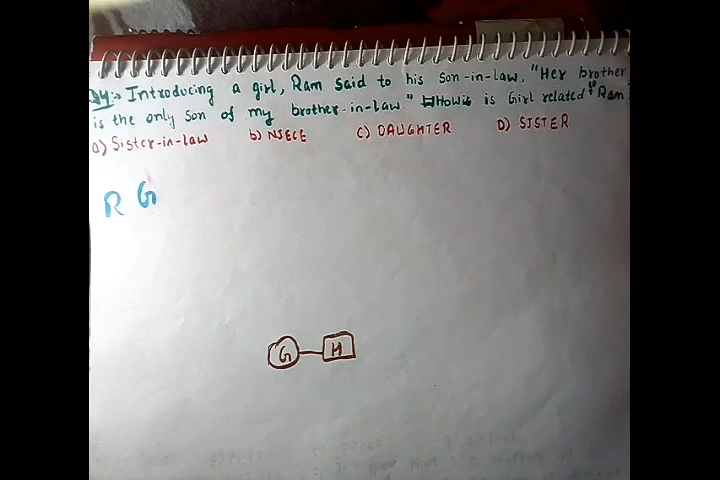 Q4:→ Introducing a girl, Ram said to his son-in-law, "Her brother
is the only son of my brother-in-law." How is Girl related to Ram
a) Sister-in-law b) NSECE C) DAUGHTER D) SISTER
R G
G H